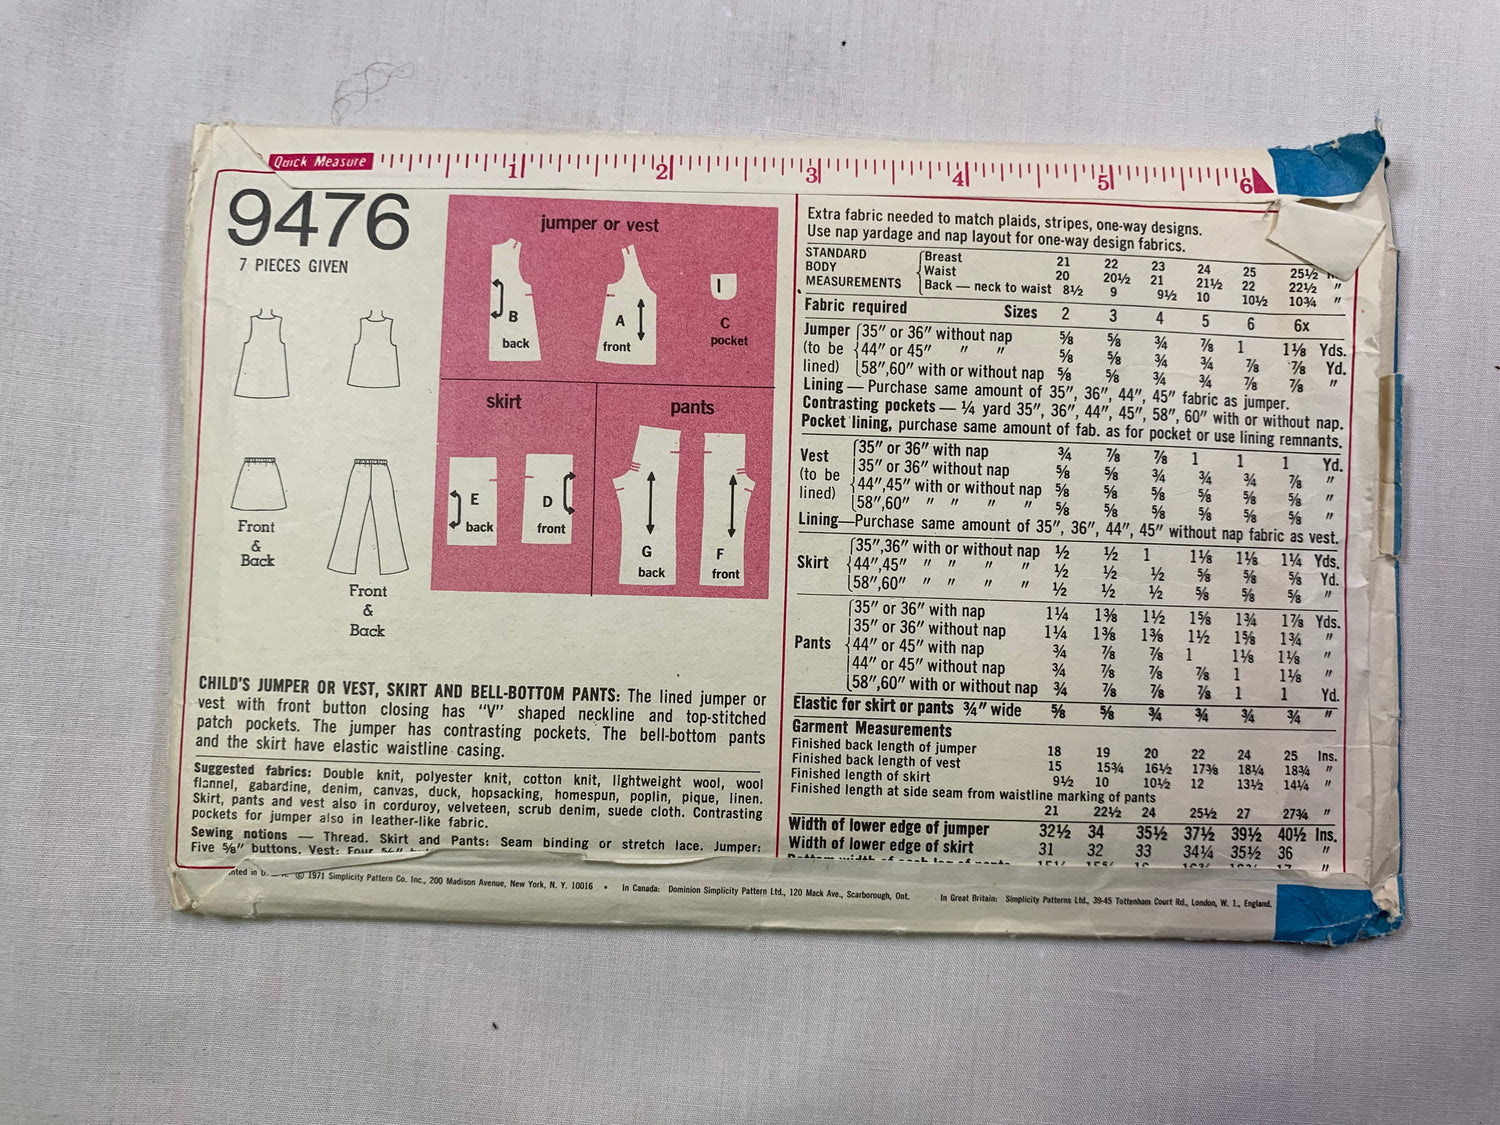 Quick Measure
1 2 3 4 5 6
9476
7 PIECES GIVEN
jumper or vest
B
back
A
front
C
pocket
skirt
E
back
D
front
pants
G
back
F
front
Front
&
Back
Front
&
Back
CHILD'S JUMPER OR VEST, SKIRT AND BELL-BOTTOM PANTS: The lined jumper or
vest with front button closing has "V" shaped neckline and top-stitched
patch pockets. The jumper has contrasting pockets. The bell-bottom pants
and the skirt have elastic waistline casing.
Suggested fabrics: Double knit, polyester knit, cotton knit, lightweight wool, wool
flannel, gabardine, denim, canvas, duck, hopsacking, homespun, poplin, pique, linen.
Skirt, pants and vest also in corduroy, velveteen, scrub denim, suede cloth. Contrasting
pockets for jumper also in leather-like fabric.
Sewing notions — Thread. Skirt and Pants: Seam binding or stretch lace. Jumper:
Five ⅝" buttons. Vest: Four
Extra fabric needed to match plaids, stripes, one-way designs.
Use nap yardage and nap layout for one-way design fabrics.
STANDARD BODY MEASUREMENTS
Breast 21 22 23 24 25 25½
Waist 20 20½ 21 21½ 22 22½ "
Back — neck to waist 8½ 9 9½ 10 10½ 10¾ "
Fabric required Sizes 2 3 4 5 6 6x
Jumper 35" or 36" without nap ⅝ ⅝ ¾ ⅞ 1 1⅛ Yds.
(to be 44" or 45" " " ⅝ ⅝ ¾ ¾ ⅞ ⅞ Yd.
lined) 58",60" with or without nap ⅝ ⅝ ¾ ¾ ⅞ ⅞ "
Lining — Purchase same amount of 35", 36", 44", 45" fabric as jumper.
Contrasting pockets — ¼ yard 35", 36", 44", 45", 58", 60" with or without nap.
Pocket lining, purchase same amount of fab. as for pocket or use lining remnants.
Vest 35" or 36" with nap ¾ ⅞ ⅞ 1 1 1 Yd.
(to be 35" or 36" without nap ⅝ ⅝ ¾ ¾ ¾ ⅞ "
lined) 44",45" with or without nap ⅝ ⅝ ⅝ ⅝ ⅝ ⅝ "
58",60" " " " " ⅝ ⅝ ⅝ ⅝ ⅝ ⅝ "
Lining—Purchase same amount of 35", 36", 44", 45" without nap fabric as vest.
Skirt 35",36" with or without nap ½ ½ 1 1⅛ 1⅛ 1¼ Yds.
44",45" " " " " ½ ½ ½ ⅝ ⅝ ⅝ Yd.
58",60" " " " " ½ ½ ½ ⅝ ⅝ ⅝ "
Pants 35" or 36" with nap 1¼ 1⅜ 1½ 1⅝ 1¾ 1⅞ Yds.
35" or 36" without nap 1¼ 1⅜ 1⅜ 1½ 1⅝ 1¾ "
44" or 45" with nap ¾ ⅞ ⅞ 1 1⅛ 1⅛ "
44" or 45" without nap ¾ ⅞ ⅞ ⅞ 1 1⅛ "
58",60" with or without nap ¾ ⅞ ⅞ ⅞ 1 1 Yd.
Elastic for skirt or pants ¾" wide ⅝ ⅝ ¾ ¾ ¾ ¾ "
Garment Measurements
Finished back length of jumper 18 19 20 22 24 25 Ins.
Finished back length of vest 15 15¾ 16½ 17⅜ 18¼ 18¾ "
Finished length of skirt 9½ 10 10½ 12 13½ 14¼ "
Finished length at side seam from waistline marking of pants
21 22½ 24 25½ 27 27¾ "
Width of lower edge of jumper 32½ 34 35½ 37½ 39½ 40½ Ins.
Width of lower edge of skirt 31 32 33 34¼ 35½ 36 "
© 1971 Simplicity Pattern Co. Inc., 200 Madison Avenue, New York, N. Y. 10016 • In Canada: Dominion Simplicity Pattern Ltd., 120 Mack Ave., Scarborough, Ont. In Great Britain: Simplicity Patterns Ltd., 39-45 Tottenham Court Rd., London, W. 1., England.